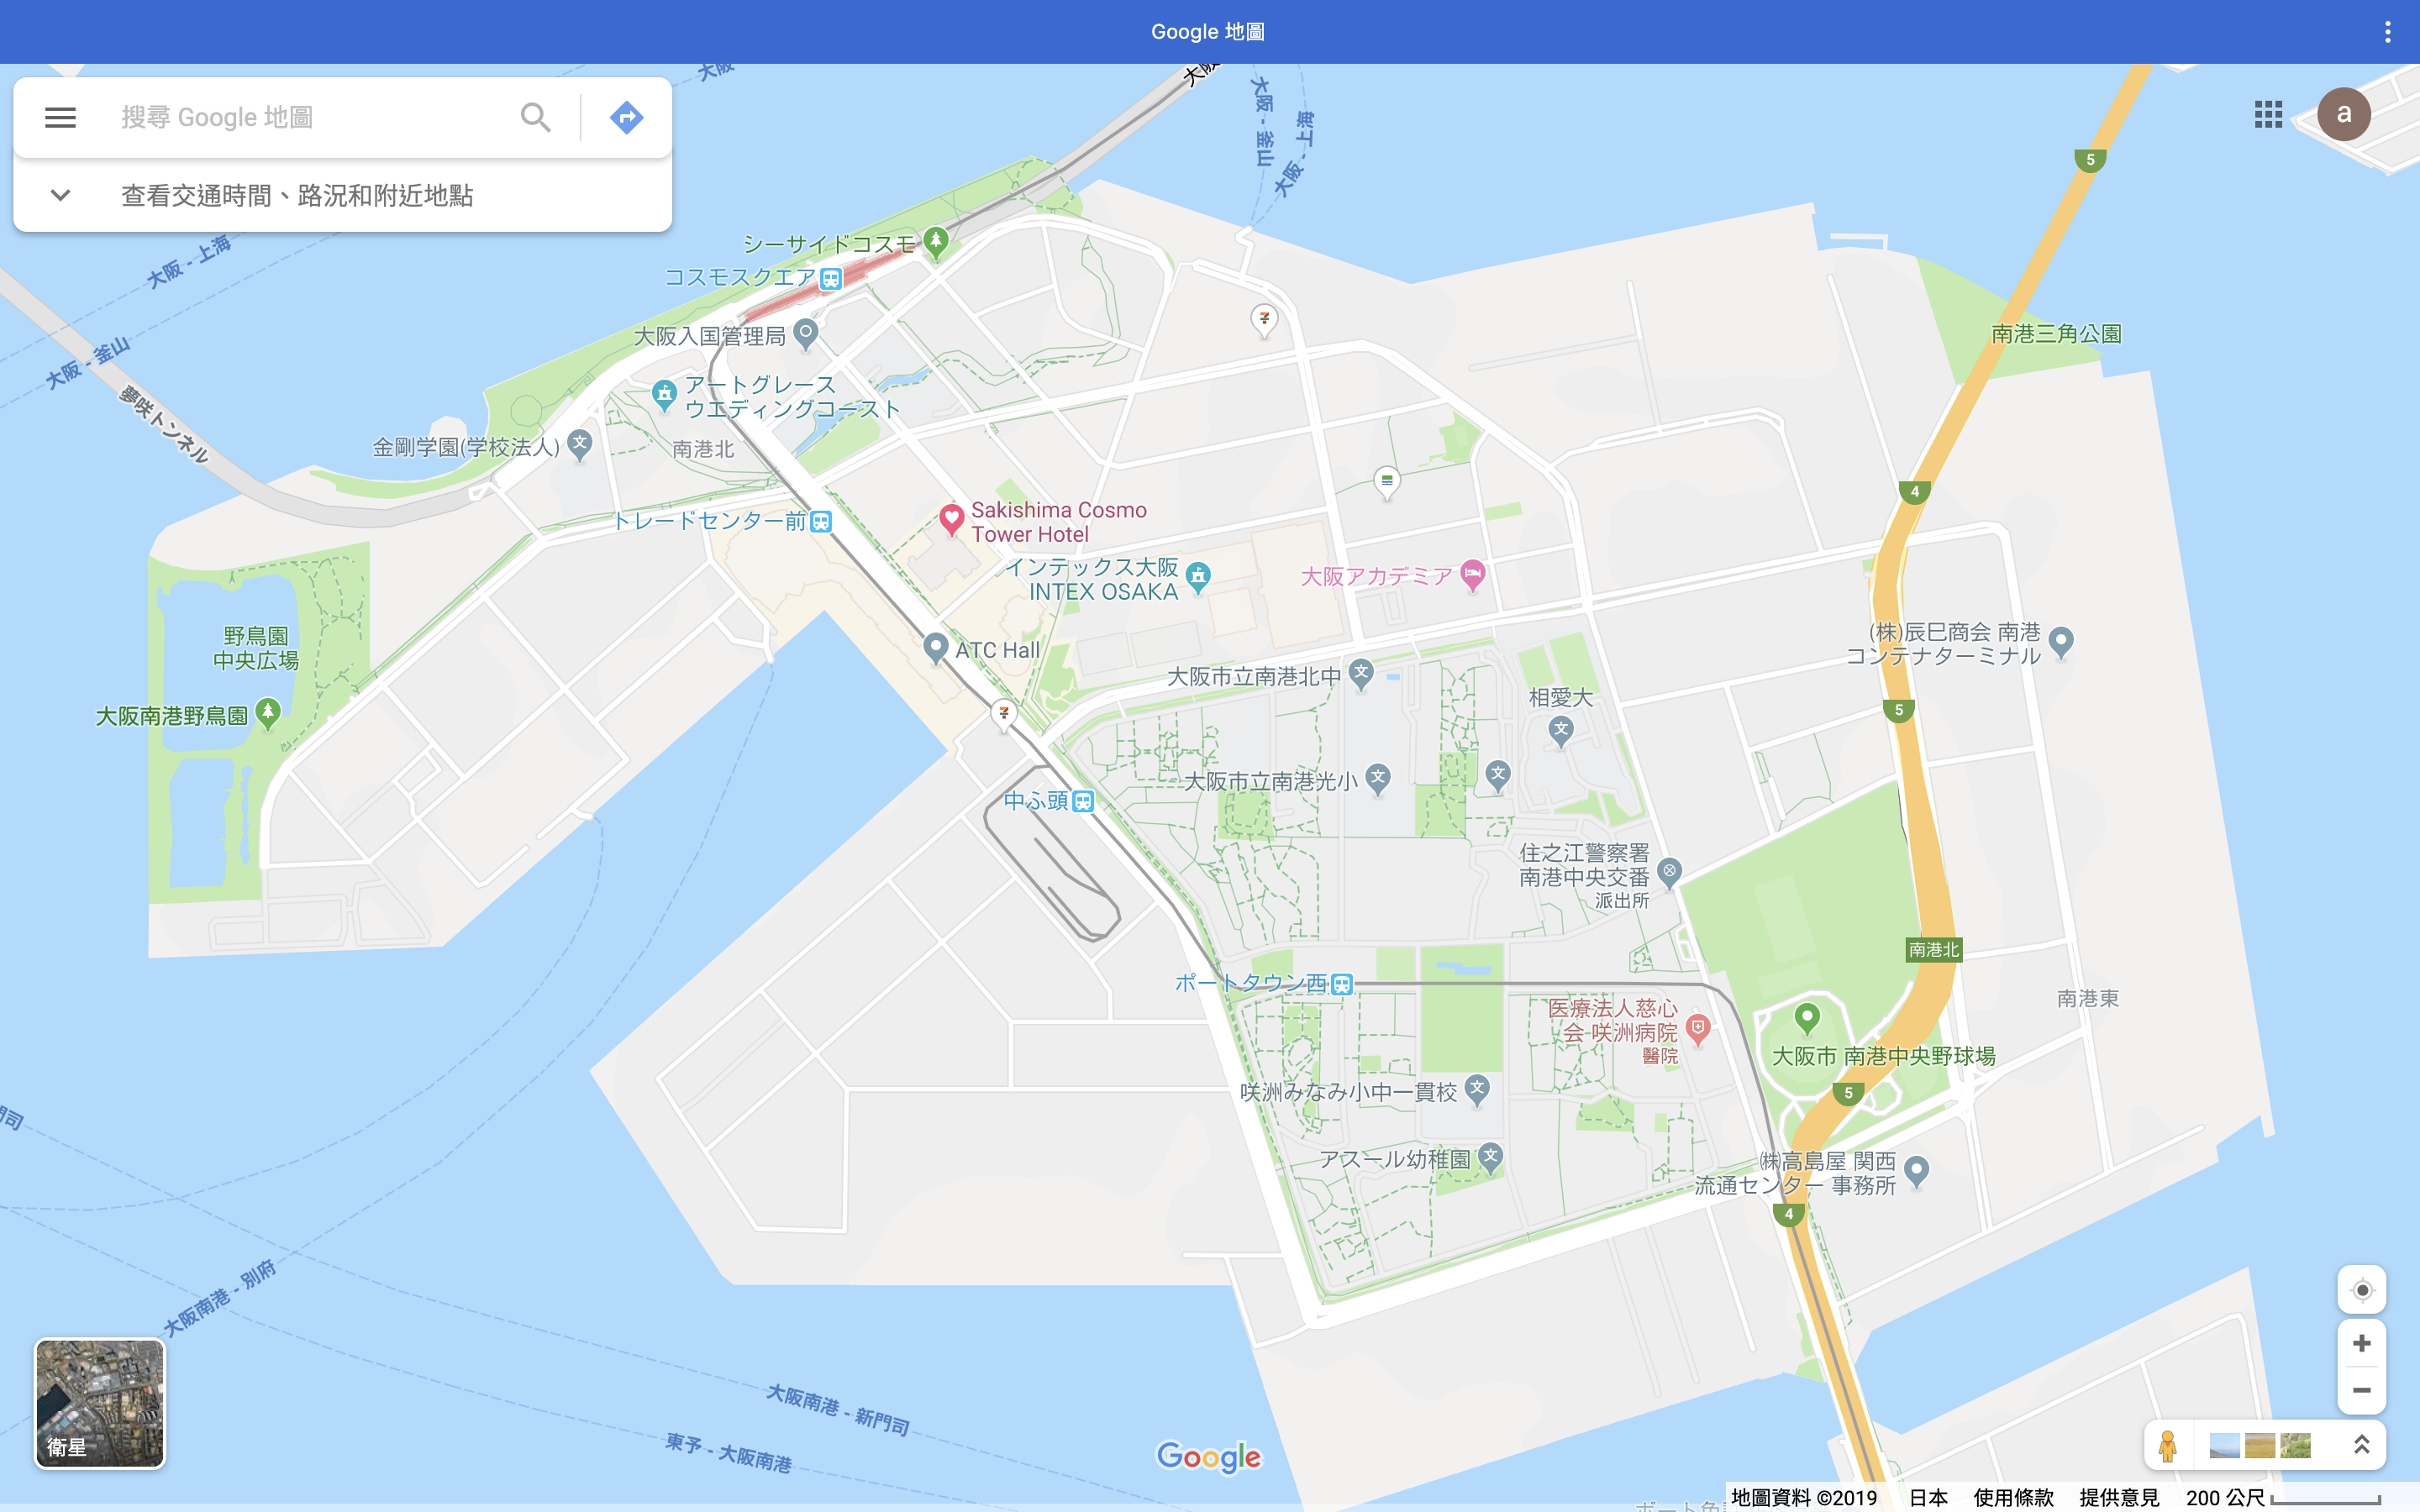 Google 地圖
搜尋 Google 地圖
a
查看交通時間、路況和附近地點
大阪
大阪
大阪 - 釜山
大阪 - 上海
5
大阪 - 上海
シーサイドコスモ
コスモスクエア
大阪入国管理局
南港三角公園
大阪 - 釜山
夢咲トンネル
アートグレース
ウエディングコースト
金剛学園(学校法人)
南港北
4
トレードセンター前
Sakishima Cosmo
Tower Hotel
インテックス大阪
INTEX OSAKA
大阪アカデミア
野鳥園
中央広場
ATC Hall
(株)辰巳商会 南港
コンテナターミナル
大阪市立南港北中
相愛大
大阪南港野鳥園
5
大阪市立南港光小
中ふ頭
住之江警察署
南港中央交番
派出所
南港北
ポートタウン西
南港東
医療法人慈心
会 咲洲病院
醫院
大阪市 南港中央野球場
咲洲みなみ小中一貫校
5
門司
アスール幼稚園
㈱高島屋 関西
流通センター 事務所
4
大阪南港 - 別府
大阪南港 - 新門司
東予 - 大阪南港
衛星
Google
地圖資料 ©2019 日本 使用條款 提供意見 200 公尺